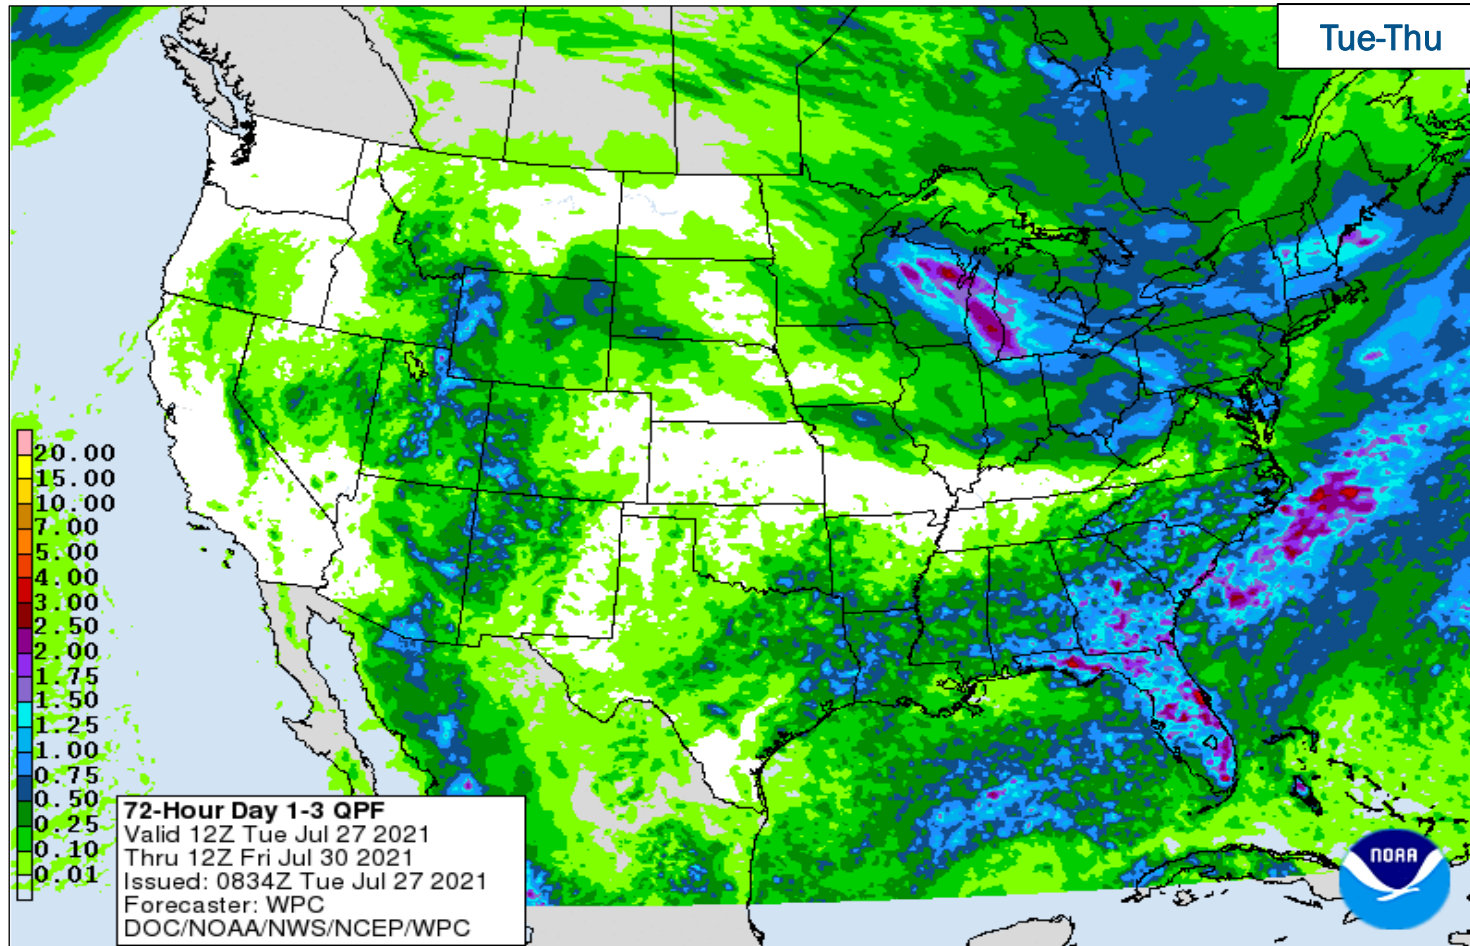 Tue-Thu
20.00
15.00
10.00
7.00
5.00
4.00
3.00
2.50
2.00
1.75
1.50
1.25
1.00
0.75
0.50
0.25
0.10
0.01
72-Hour Day 1-3 QPF
Valid 12Z Tue Jul 27 2021
Thru 12Z Fri Jul 30 2021
Issued: 0834Z Tue Jul 27 2021
Forecaster: WPC
DOC/NOAA/NWS/NCEP/WPC
NOAA